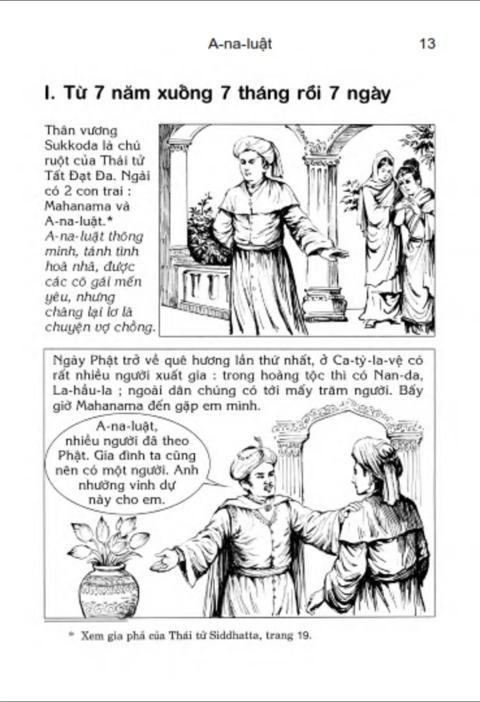 A-na-luật 13
I. Từ 7 năm xuồng 7 tháng rồi 7 ngày
Thân vương
Sukkoda là chú
ruột của Thái tử
Tất Đạt Đa. Ngài
có 2 con trai :
Mahanama và
A-na-luật.*
A-na-luật thông
minh, tánh tình
hoà nhã, được
các cô gái mến
yêu, nhưng
chàng lại lơ là
chuyện vợ chồng.
Ngày Phật trở về quê hương lần thứ nhất, ở Ca-tỳ-la-vệ có
rất nhiều người xuất gia : trong hoàng tộc thì có Nan-da,
La-hầu-la ; ngoài dân chúng có tới mấy trăm người. Bấy
giờ Mahanama đến gặp em mình.
A-na-luật,
nhiều người đã theo
Phật. Gia đình ta cũng
nên có một người. Anh
nhường vinh dự
này cho em.
* Xem gia phả của Thái tử Siddhatta, trang 19.